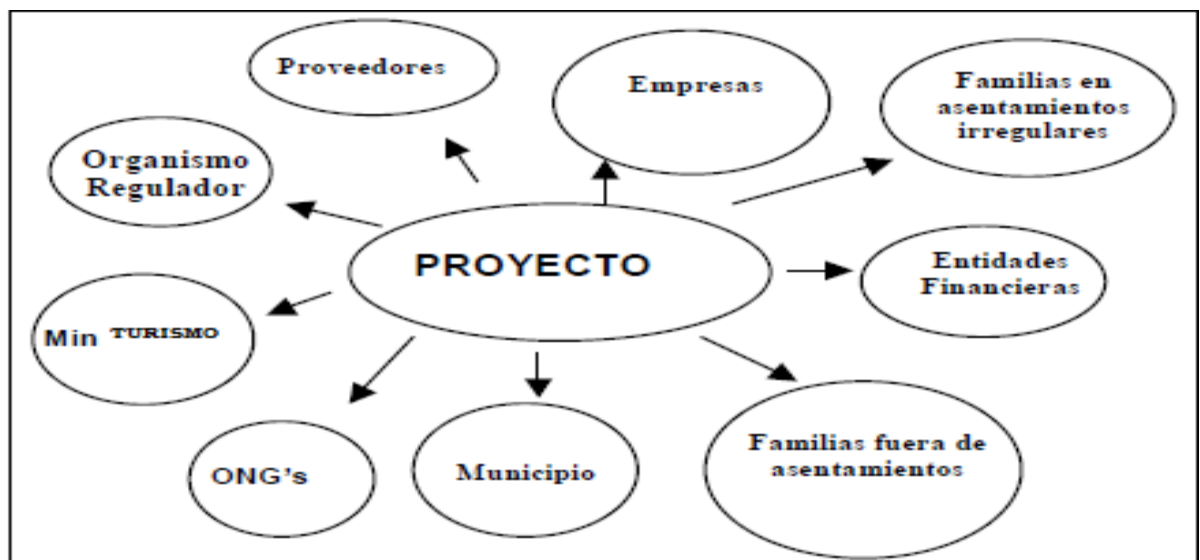 Proveedores
Empresas
Familias en
asentamientos
irregulares
Organismo
Regulador
PROYECTO
Entidades
Financieras
Min TURISMO
ONG's
Municipio
Familias fuera de
asentamientos